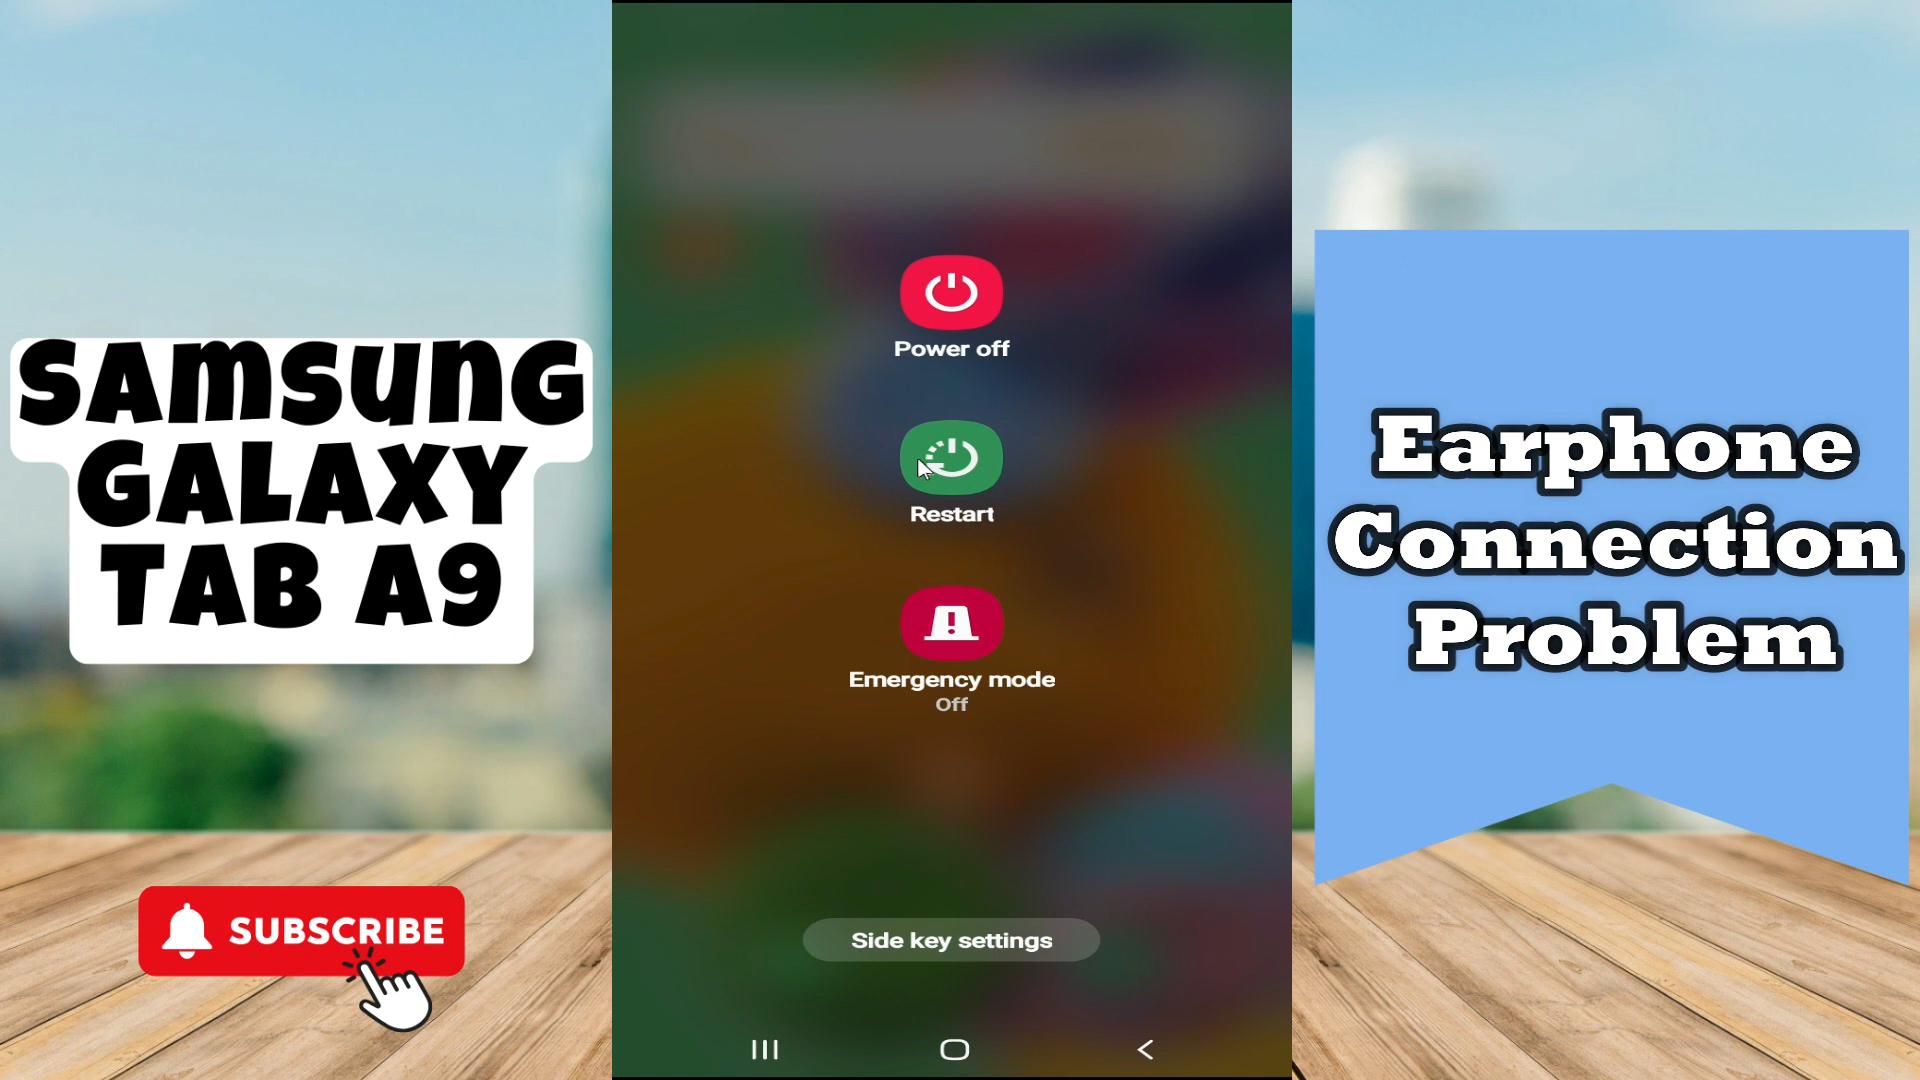 SAMSUNG
GALAXY
TAB A9
SUBSCRIBE
Power off
Restart
Emergency mode
Off
Side key settings
Earphone
Connection
Problem